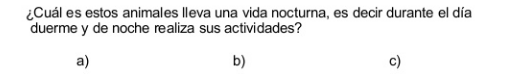 ¿Cuál es estos animales lleva una vida nocturna, es decir durante el día
duerme y de noche realiza sus actividades?
a) b) c)